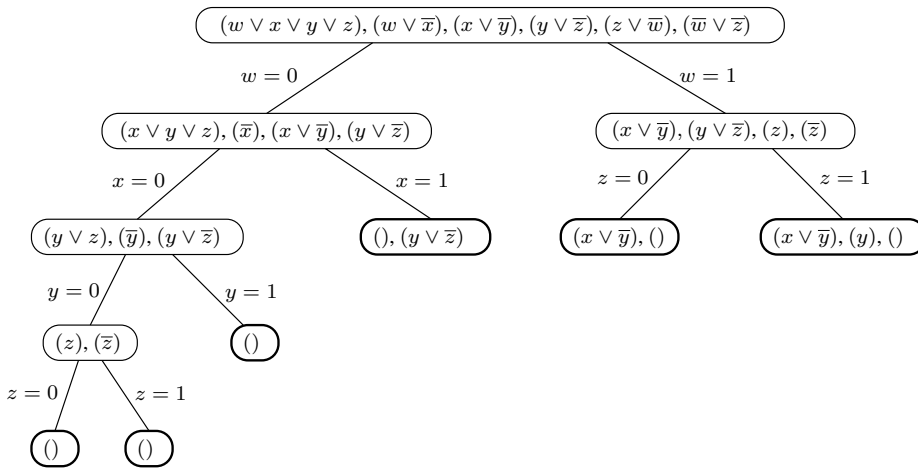 (w ∨ x ∨ y ∨ z), (w ∨ x̅), (x ∨ y̅), (y ∨ z̅), (z ∨ w̅), (w̅ ∨ z̅)
w = 0 w = 1
(x ∨ y ∨ z), (x̅), (x ∨ y̅), (y ∨ z̅) (x ∨ y̅), (y ∨ z̅), (z), (z̅)
x = 0 x = 1 z = 0 z = 1
(y ∨ z), (y̅), (y ∨ z̅) (), (y ∨ z̅) (x ∨ y̅), () (x ∨ y̅), (y), ()
y = 0 y = 1
(z), (z̅) ()
z = 0 z = 1
() ()